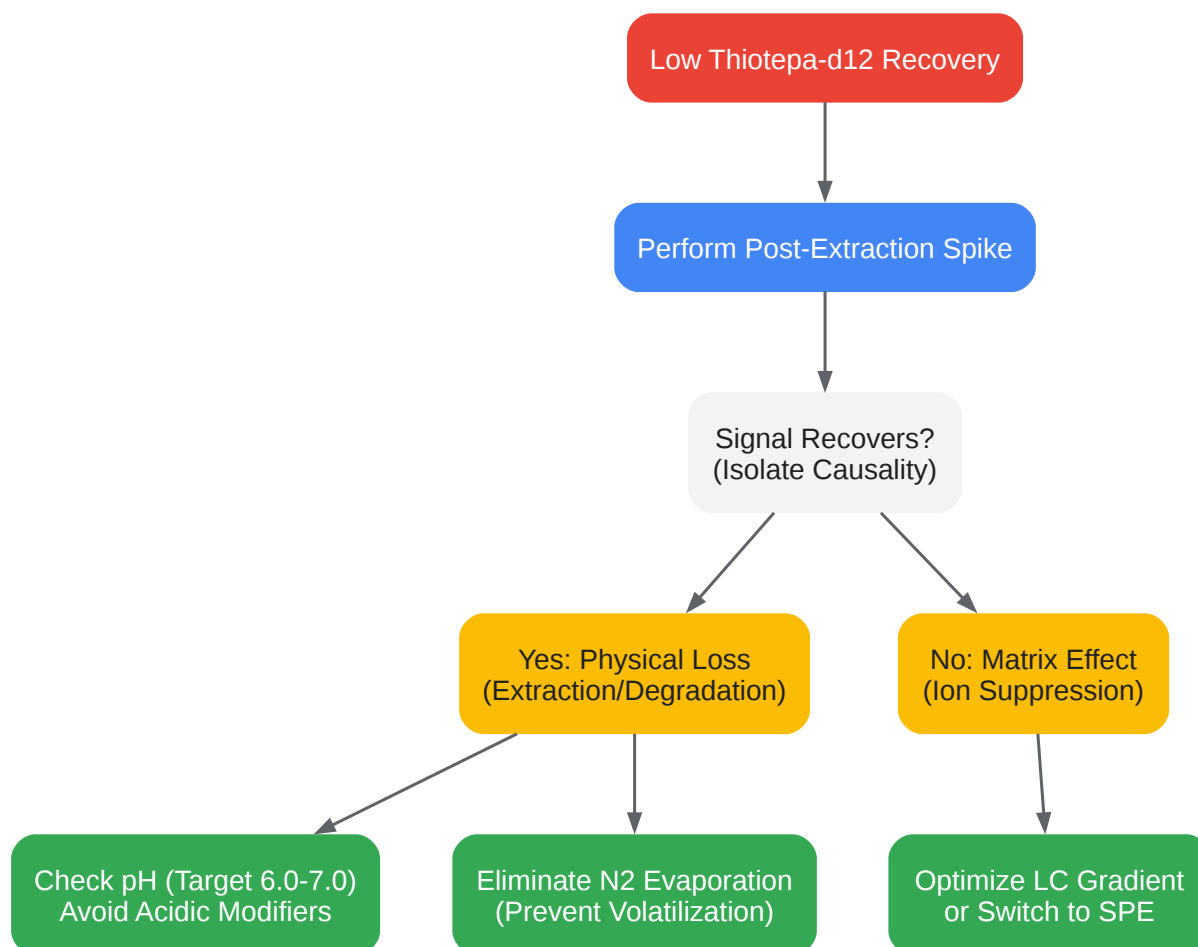 Low Thiotepa-d12 Recovery
Perform Post-Extraction Spike
Signal Recovers?
(Isolate Causality)
Yes: Physical Loss
(Extraction/Degradation)
No: Matrix Effect
(Ion Suppression)
Check pH (Target 6.0-7.0)
Avoid Acidic Modifiers
Eliminate N2 Evaporation
(Prevent Volatilization)
Optimize LC Gradient
or Switch to SPE